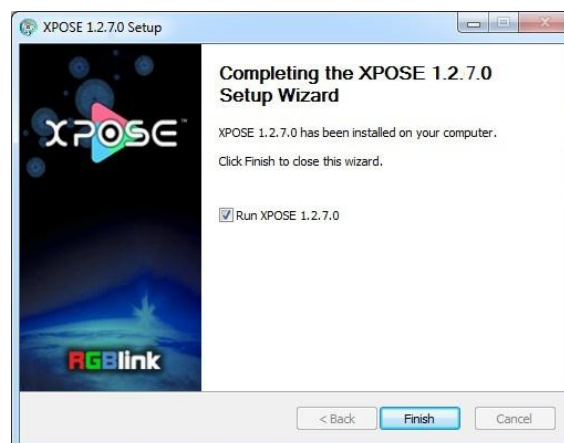 XPOSE 1.2.7.0 Setup
XPOSE™
Completing the XPOSE 1.2.7.0
Setup Wizard
XPOSE 1.2.7.0 has been installed on your computer.
Click Finish to close this wizard.
Run XPOSE 1.2.7.0
RGBlink
< Back
Finish
Cancel